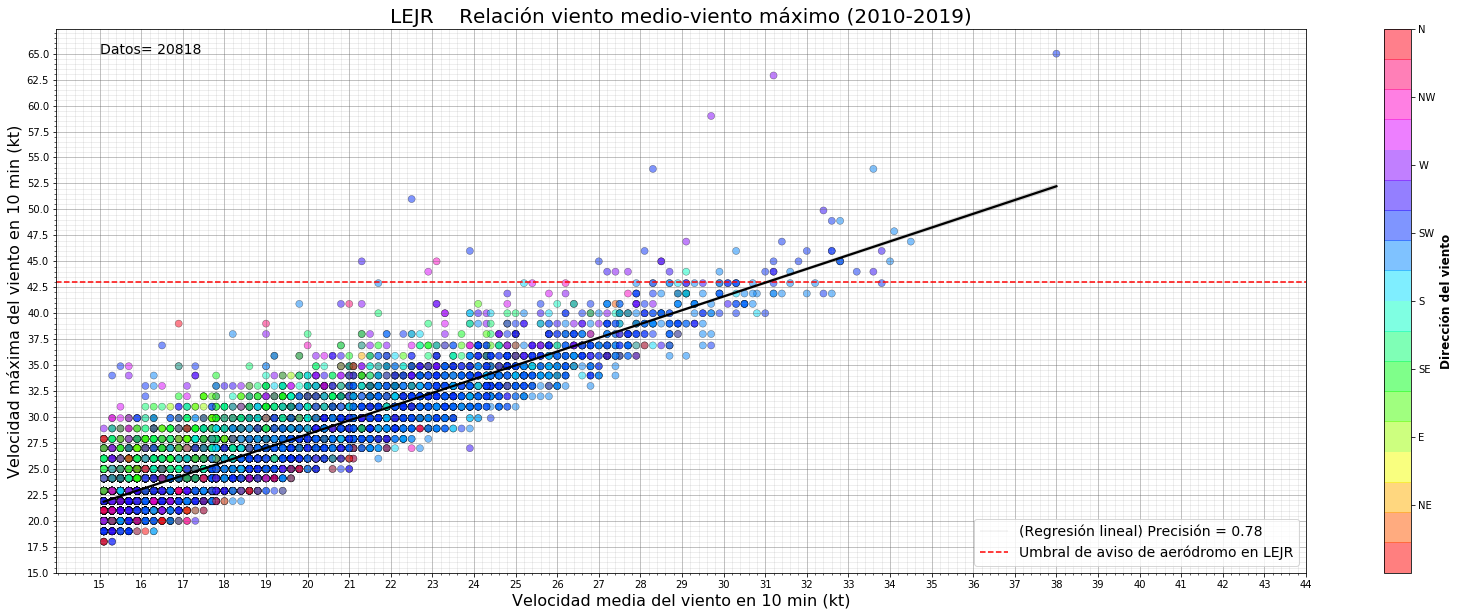 LEJR    Relación viento medio-viento máximo (2010-2019)
Datos= 20818
Velocidad máxima del viento en 10 min (kt)
65.0
62.5
60.0
57.5
55.0
52.5
50.0
47.5
45.0
42.5
40.0
37.5
35.0
32.5
30.0
27.5
25.0
22.5
20.0
17.5
15.0
(Regresión lineal) Precisión = 0.78
Umbral de aviso de aeródromo en LEJR
15 16 17 18 19 20 21 22 23 24 25 26 27 28 29 30 31 32 33 34 35 36 37 38 39 40 41 42 43 44
Velocidad media del viento en 10 min (kt)
N
NW
W
SW
S
SE
E
NE
Dirección del viento